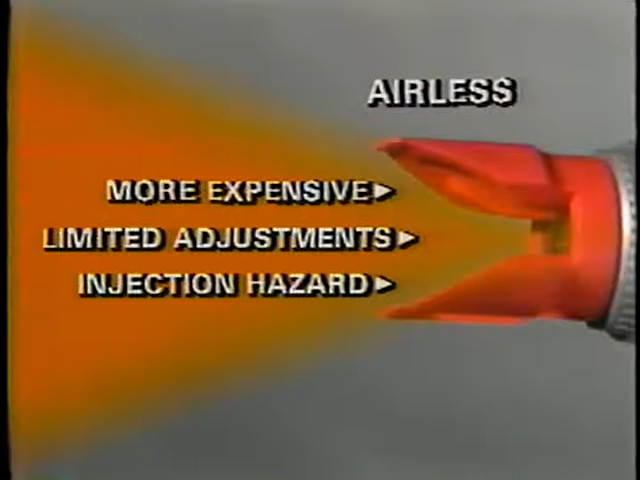 AIRLESS
MORE EXPENSIVE►
LIMITED ADJUSTMENTS►
INJECTION HAZARD►